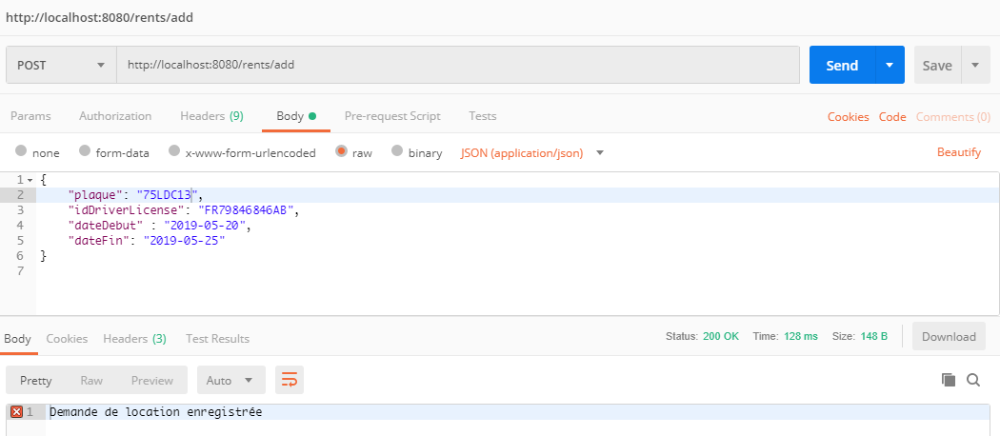 http://localhost:8080/rents/add
POST http://localhost:8080/rents/add Send Save
Params Authorization Headers (9) Body Pre-request Script Tests Cookies Code Comments (0)
none form-data x-www-form-urlencoded raw binary JSON (application/json) Beautify
1 {
2 "plaque": "75LDC13",
3 "idDriverLicense": "FR79846846AB",
4 "dateDebut" : "2019-05-20",
5 "dateFin": "2019-05-25"
6 }
7
Body Cookies Headers (3) Test Results Status: 200 OK Time: 128 ms Size: 148 B Download
Pretty Raw Preview Auto
1 Demande de location enregistrée